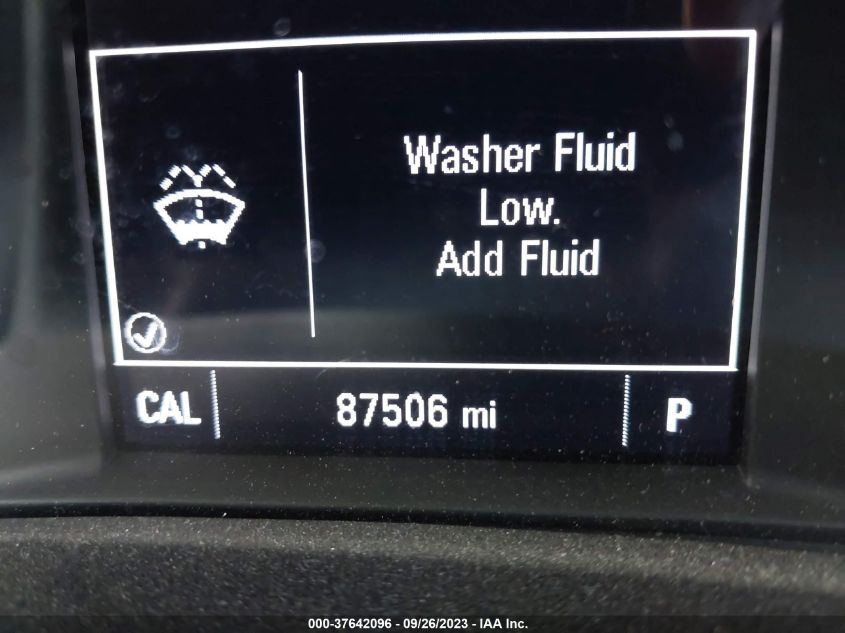 Washer Fluid
Low.
Add Fluid
CAL 87506 mi P
000-37642096 - 09/26/2023 - IAA Inc.